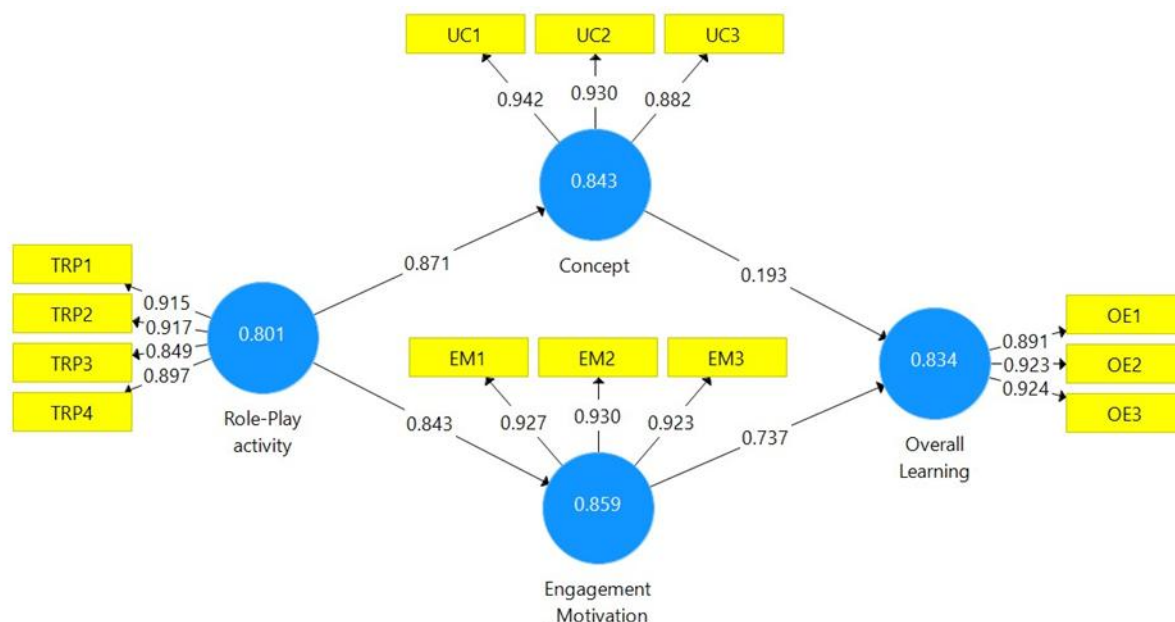 UC1
UC2
UC3
0.942
0.930
0.882
0.843
Concept
TRP1
TRP2
TRP3
TRP4
0.915
0.917
0.849
0.897
0.801
Role-Play
activity
0.871
0.843
EM1
EM2
EM3
0.927
0.930
0.923
0.859
Engagement
Motivation
0.193
0.737
0.834
Overall
Learning
0.891
0.923
0.924
OE1
OE2
OE3